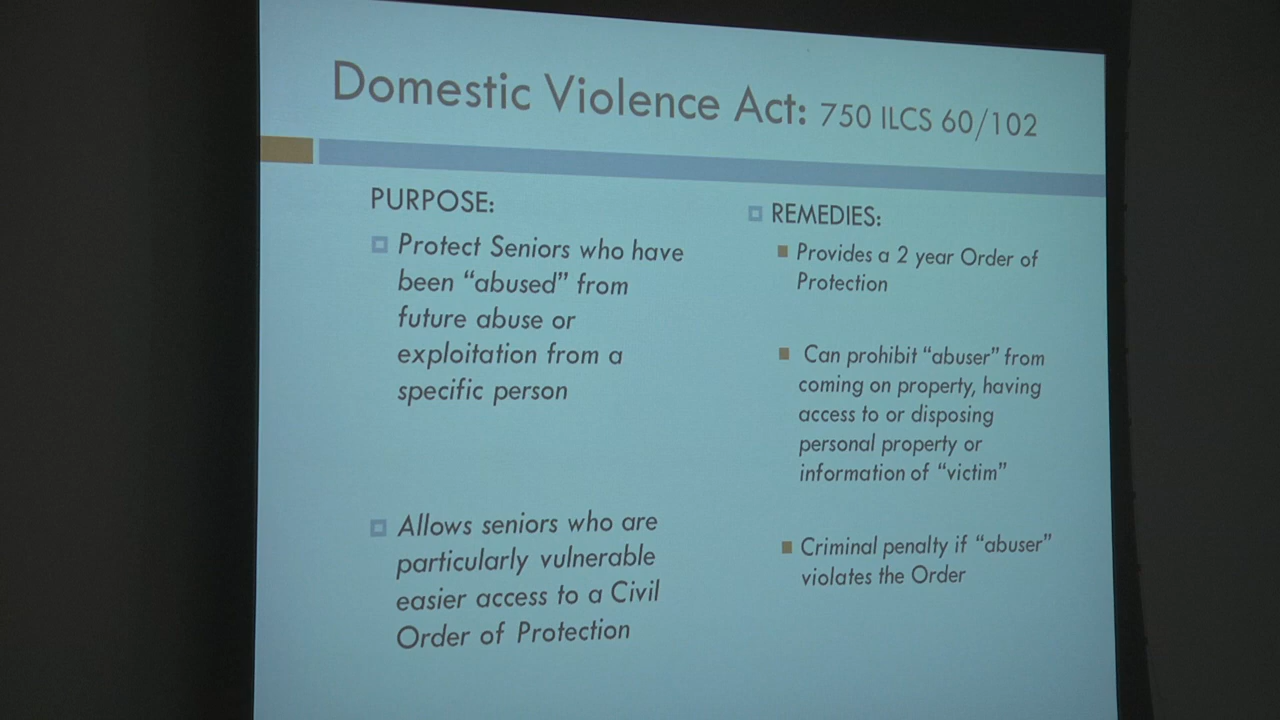 Domestic Violence Act: 750 ILCS 60/102
PURPOSE:
Protect Seniors who have
been “abused” from
future abuse or
exploitation from a
specific person
Allows seniors who are
particularly vulnerable
easier access to a Civil
Order of Protection
REMEDIES:
Provides a 2 year Order of
Protection
Can prohibit “abuser” from
coming on property, having
access to or disposing
personal property or
information of “victim”
Criminal penalty if “abuser”
violates the Order